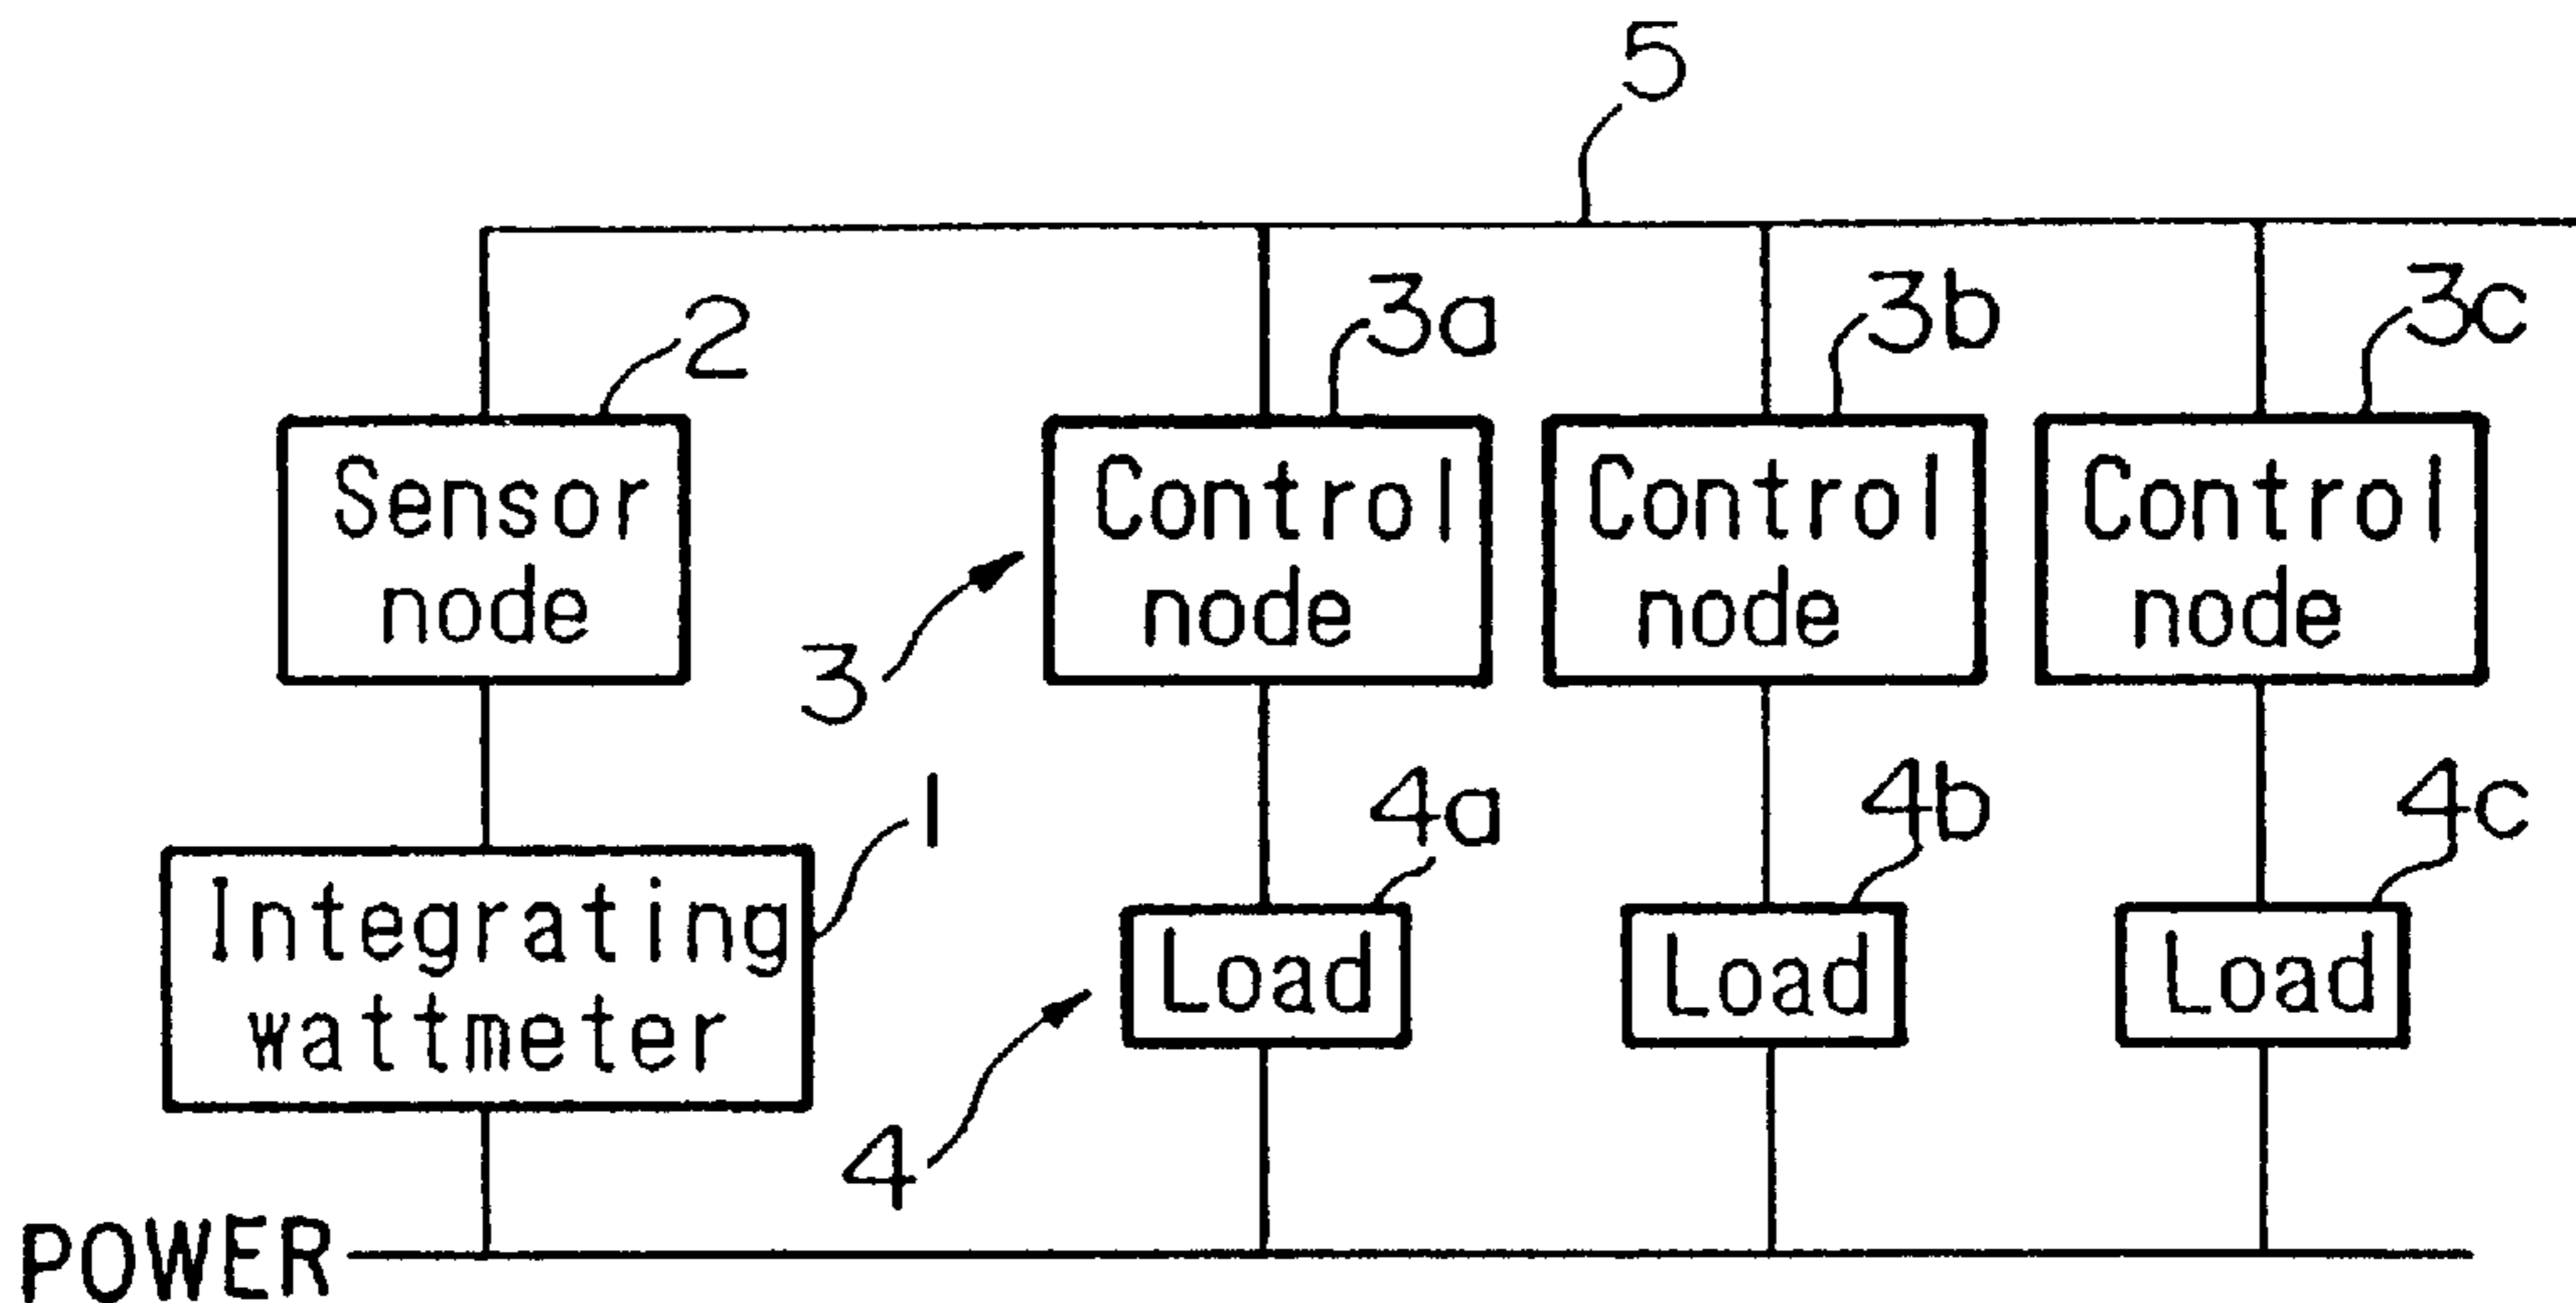 5
2
3a
3b
3c
Sensor
node
Control
node
Control
node
Control
node
3
1
4a
4b
4c
Integrating
wattmeter
Load
Load
Load
4
POWER